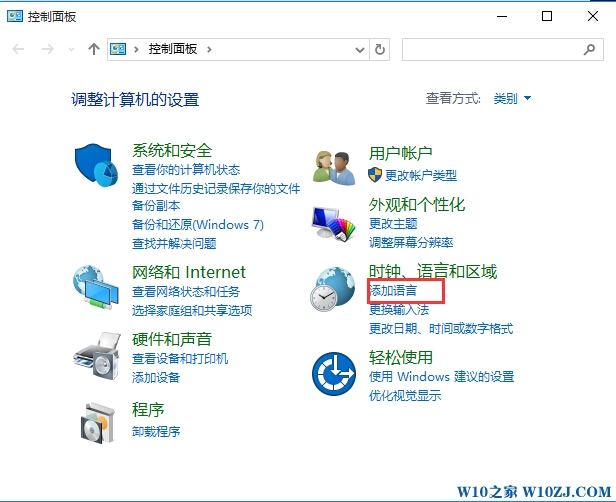 控制面板
控制面板
调整计算机的设置
查看方式: 类别
系统和安全
查看你的计算机状态
通过文件历史记录保存你的文件
备份副本
备份和还原(Windows 7)
查找并解决问题
网络和 Internet
查看网络状态和任务
选择家庭组和共享选项
硬件和声音
查看设备和打印机
添加设备
程序
卸载程序
用户帐户
更改帐户类型
外观和个性化
更改主题
调整屏幕分辨率
时钟、语言和区域
添加语言
更换输入法
更改日期、时间或数字格式
轻松使用
使用 Windows 建议的设置
优化视觉显示
W10之家 W10ZJ.COM